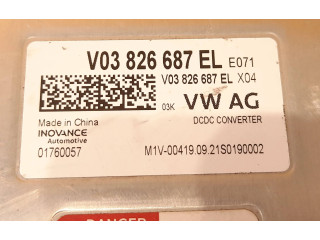 V03 826 687 EL E071
V03 826 687 EL X04
03K VW AG
DCDC CONVERTER
Made in China
INOVANCE
Automotive
01760057
M1V-00419.09.21S0190002
DANGER